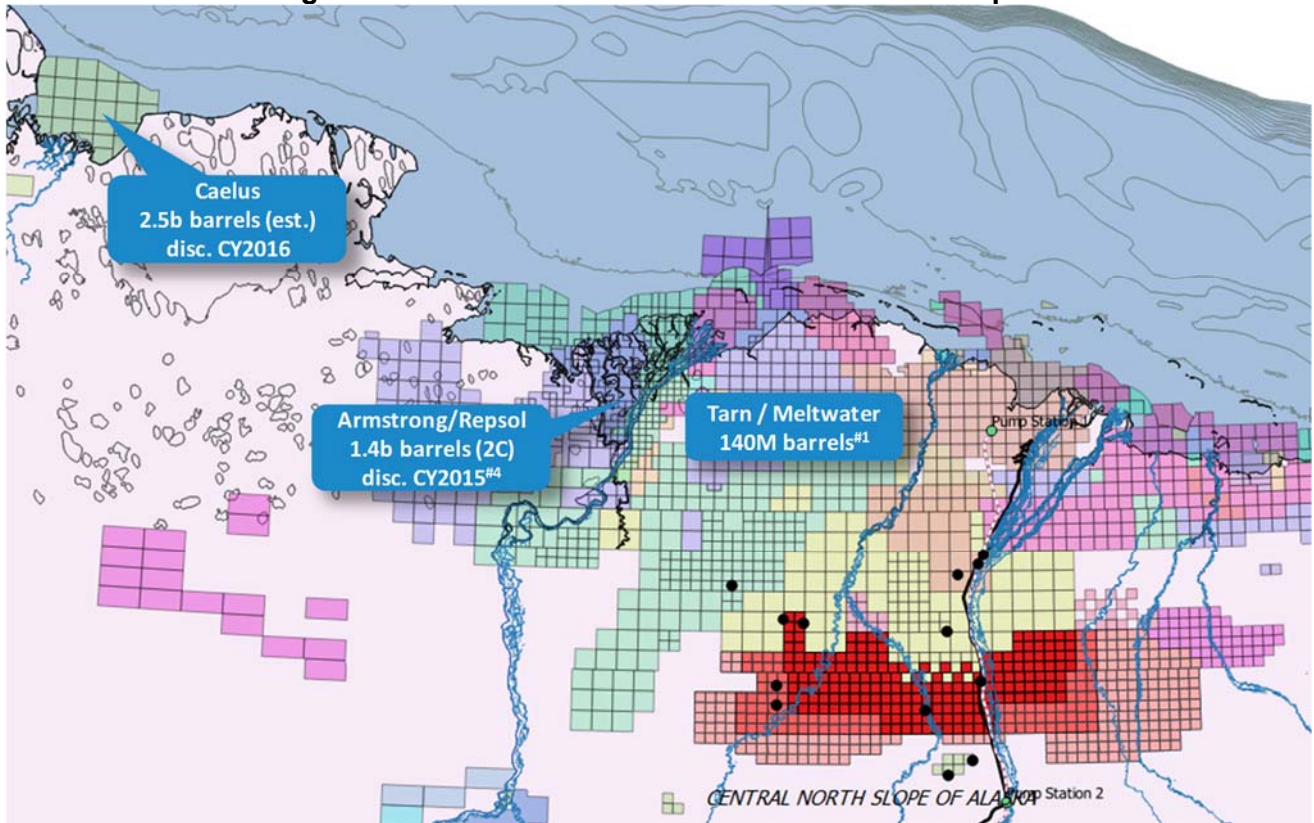 Caelus
2.5b barrels (est.)
disc. CY2016
Armstrong/Repsol
1.4b barrels (2C)
disc. CY2015#4
Tarn / Meltwater
140M barrels#1
Pump Station 1
CENTRAL NORTH SLOPE OF ALASKA
Pump Station 2